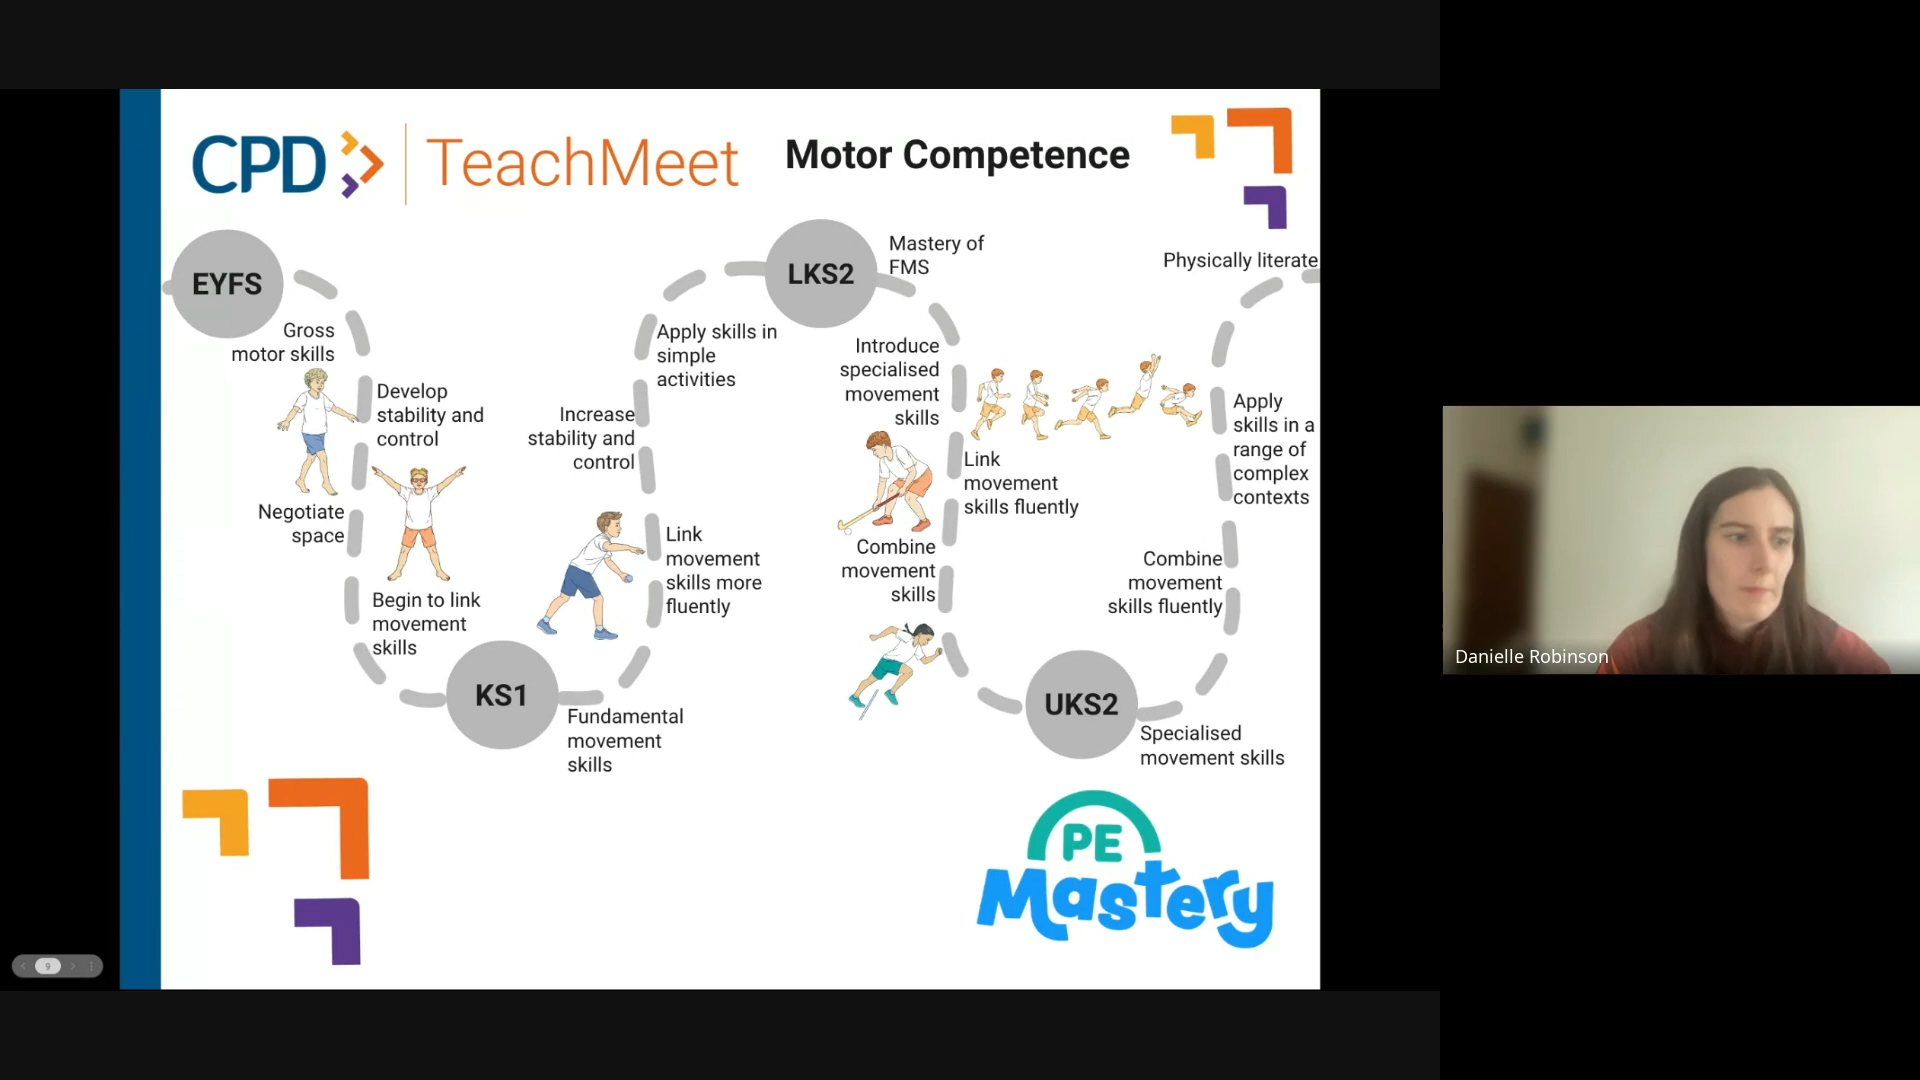 CPD
TeachMeet
Motor Competence
EYFS
Gross
motor skills
Develop
stability and
control
Negotiate
space
Begin to link
movement
skills
KS1
Fundamental
movement
skills
Link
movement
skills more
fluently
Increase
stability and
control
Apply skills in
simple
activities
LKS2
Mastery of
FMS
Introduce
specialised
movement
skills
Link
movement
skills fluently
Combine
movement
skills
UKS2
Specialised
movement skills
Combine
movement
skills fluently
Apply
skills in a
range of
complex
contexts
Physically literate
PE
Mastery
9
Danielle Robinson